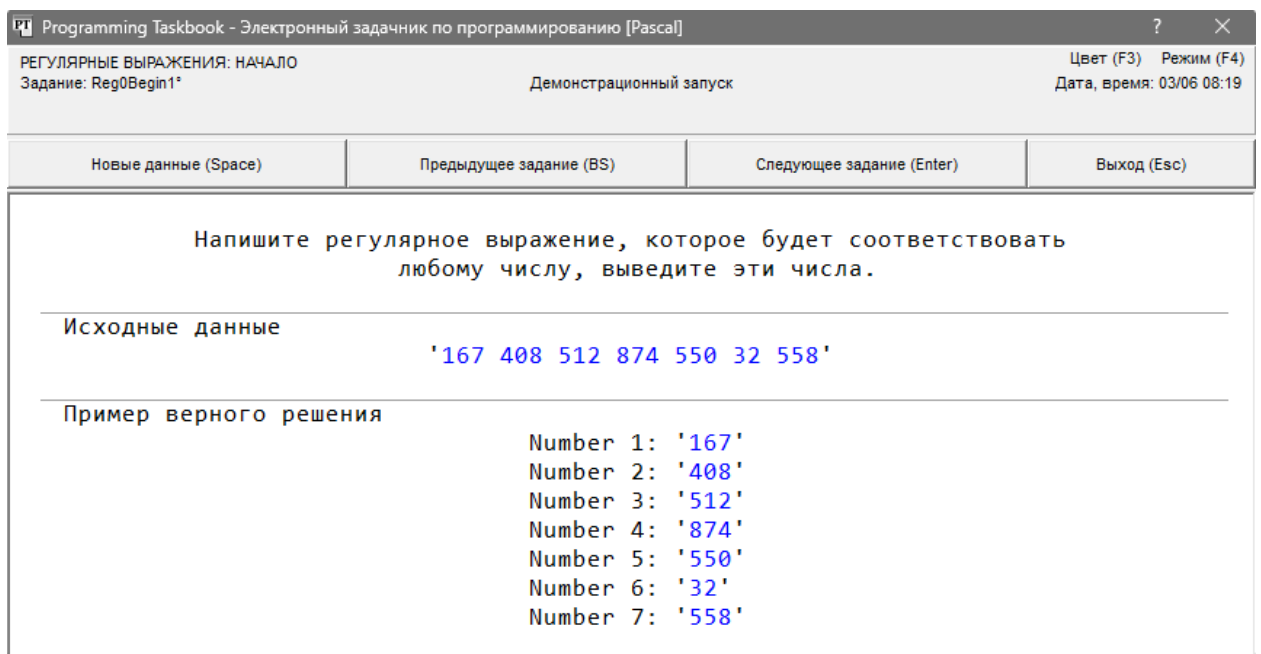 PT Programming Taskbook - Электронный задачник по программированию [Pascal] ? ×
РЕГУЛЯРНЫЕ ВЫРАЖЕНИЯ: НАЧАЛО Цвет (F3) Режим (F4)
Задание: Reg0Begin1° Демонстрационный запуск Дата, время: 03/06 08:19
Новые данные (Space) Предыдущее задание (BS) Следующее задание (Enter) Выход (Esc)
Напишите регулярное выражение, которое будет соответствовать
любому числу, выведите эти числа.
Исходные данные
'167 408 512 874 550 32 558'
Пример верного решения
Number 1: '167'
Number 2: '408'
Number 3: '512'
Number 4: '874'
Number 5: '550'
Number 6: '32'
Number 7: '558'